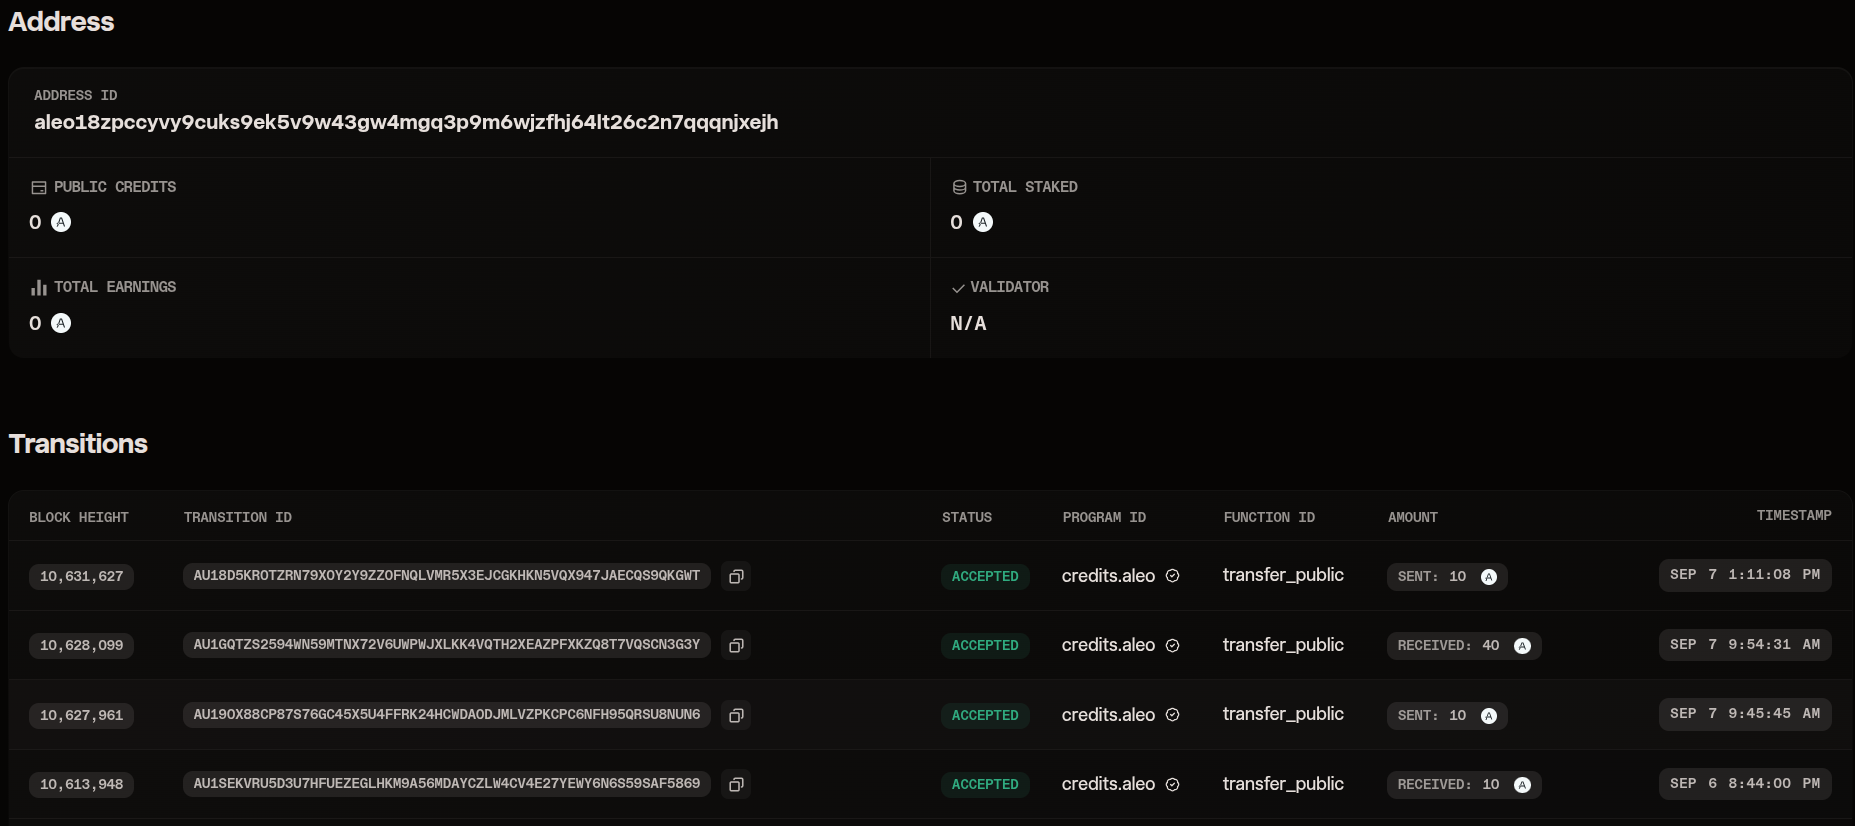 Address
ADDRESS ID
aleo18zpccyvy9cuks9ek5v9w43gw4mgq3p9m6wjzfhj64lt26c2n7qqqnjxejh
PUBLIC CREDITS
TOTAL STAKED
0
0
TOTAL EARNINGS
VALIDATOR
0
N/A
Transitions
BLOCK HEIGHT TRANSITION ID STATUS PROGRAM ID FUNCTION ID AMOUNT TIMESTAMP
10,631,627 AU18D5KR0TZRN79X0Y2Y9ZZ0FNQLVMR5X3EJCGKHKN5VQX947JAECQS9QKGWT ACCEPTED credits.aleo transfer_public SENT: 10 SEP 7 1:11:08 PM
10,628,099 AU1GQTZS2594WN59MTNX72V6UWPWJXLKK4VQTH2XEAZPFXKZQ8T7VQSCN3G3Y ACCEPTED credits.aleo transfer_public RECEIVED: 40 SEP 7 9:54:31 AM
10,627,961 AU190X88CP87S76GC45X5U4FFRK24HCWDA0DJMLVZPKCPC6NFH95QRSU8NUN6 ACCEPTED credits.aleo transfer_public SENT: 10 SEP 7 9:45:45 AM
10,613,948 AU1SEKVRU5D3U7HFUEZEGLHKM9A56MDAYCZLW4CV4E27YEWY6N6S59SAF5869 ACCEPTED credits.aleo transfer_public RECEIVED: 10 SEP 6 8:44:00 PM